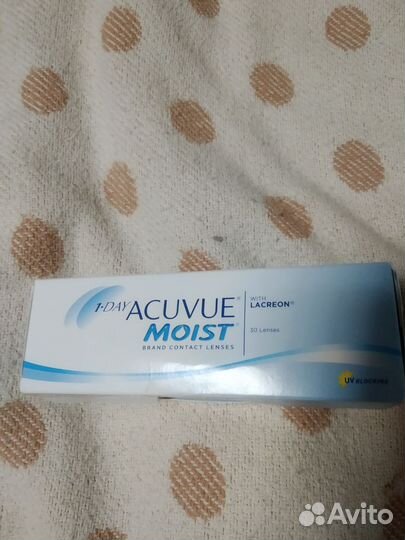 1-DAY ACUVUE®
MOIST®
BRAND CONTACT LENSES
WITH
LACREON®
30 Lenses
UV BLOCKING
Avito